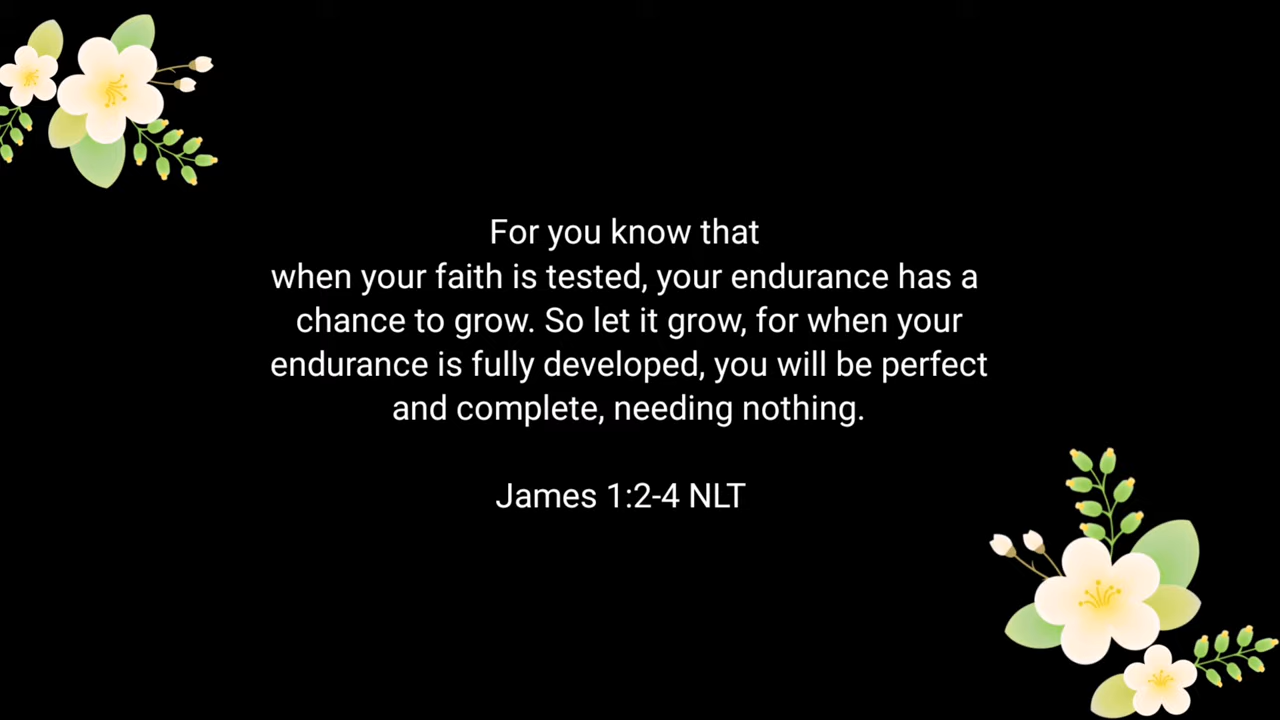 For you know that
when your faith is tested, your endurance has a
chance to grow. So let it grow, for when your
endurance is fully developed, you will be perfect
and complete, needing nothing.
James 1:2-4 NLT